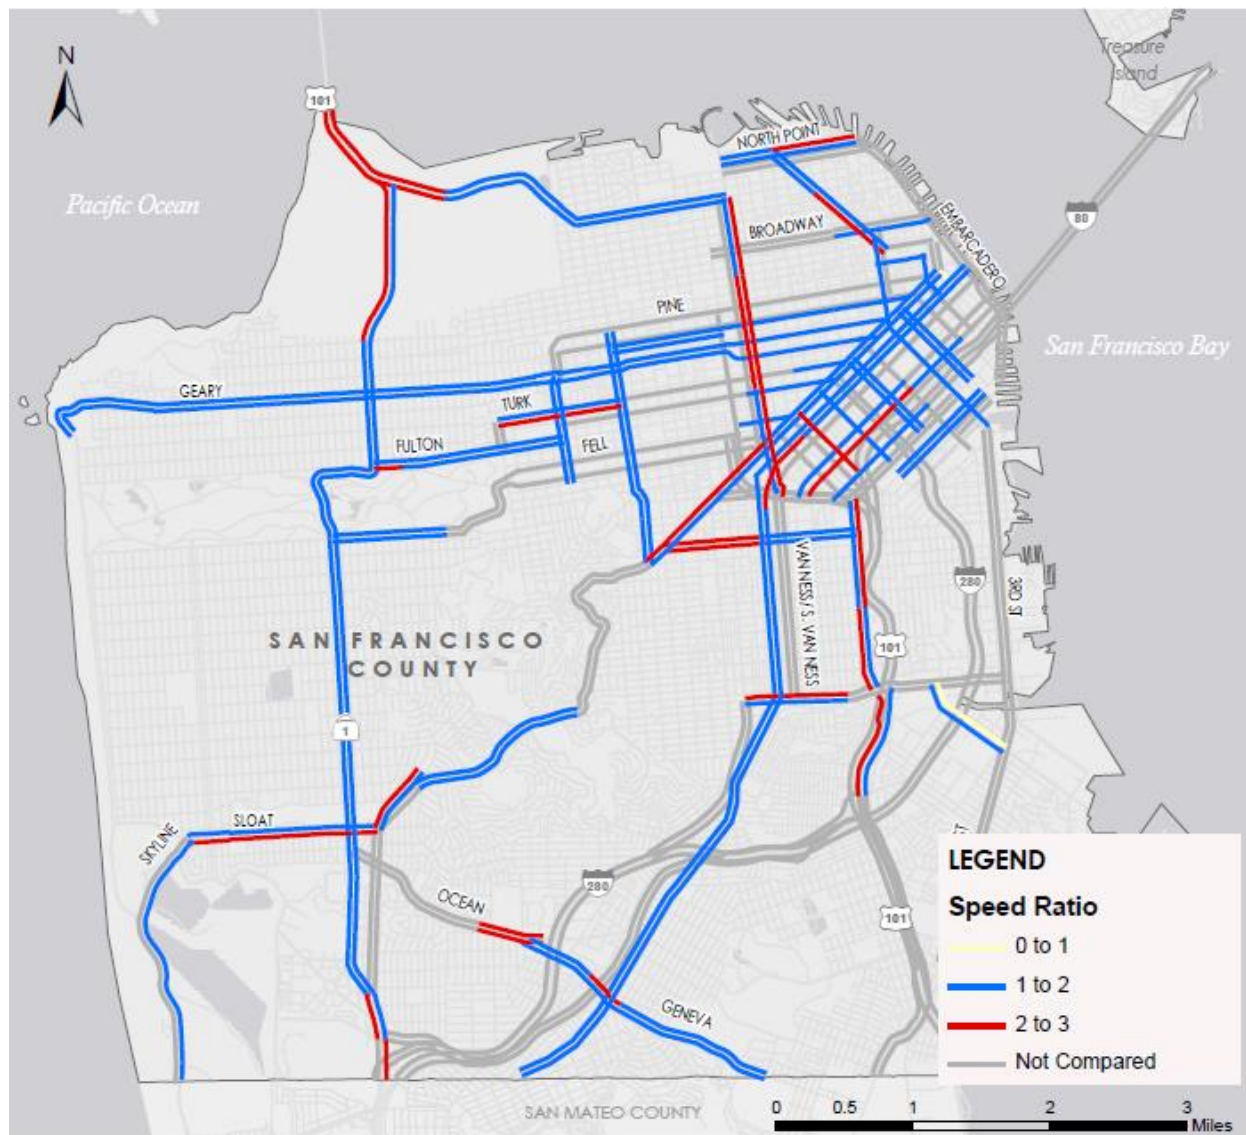 N
Treasure
Island
101
NORTH POINT
Pacific Ocean
EMBARCADERO
80
BROADWAY
PINE
San Francisco Bay
GEARY
TURK
FULTON
FELL
280
3RD ST
VAN NESS/ S. VAN NESS
SAN FRANCISCO
COUNTY
101
1
SLOAT
SKYLINE
ST
280
OCEAN
101
GENEVA
LEGEND
Speed Ratio
0 to 1
1 to 2
2 to 3
Not Compared
SAN MATEO COUNTY
0 0.5 1 2 3
Miles